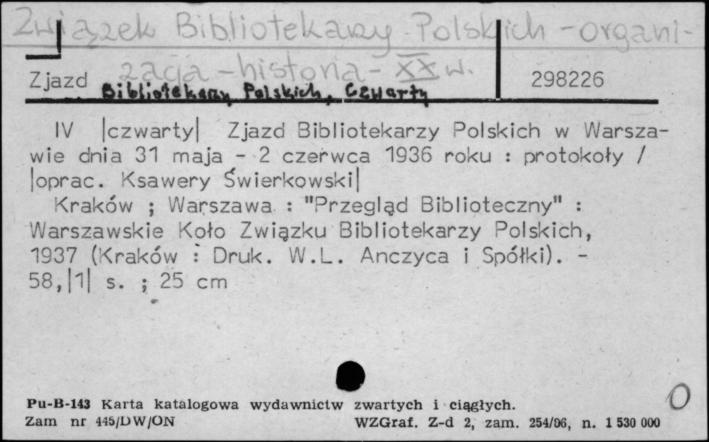 Związek Bibliotekarzy Polskich - organi-
zacja - historia - XX w.
Zjazd 298226
Bibliotekarzy Polskich, Czwarty
IV |czwarty| Zjazd Bibliotekarzy Polskich w Warsza-
wie dnia 31 maja - 2 czerwca 1936 roku : protokoły /
|oprac. Ksawery Świerkowski|
Kraków ; Warszawa : "Przegląd Biblioteczny" :
Warszawskie Koło Związku Bibliotekarzy Polskich,
1937 (Kraków : Druk. W.L. Anczyca i Spółki). -
58,|1| s. ; 25 cm
Pu-B-143 Karta katalogowa wydawnictw zwartych i ciągłych.
Zam nr 445/DW/ON WZGraf. Z-d 2, zam. 254/86, n. 1 530 000
0